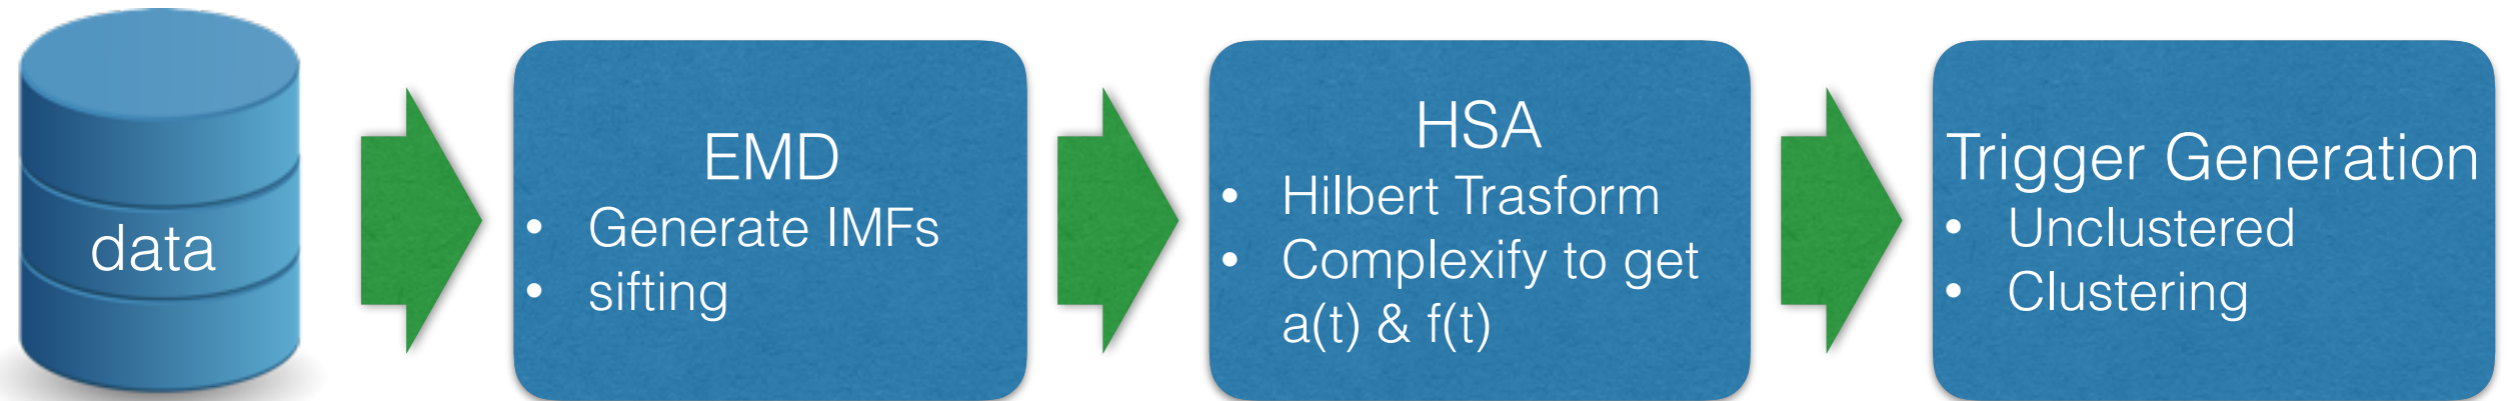 data
EMD
• Generate IMFs
• sifting
HSA
• Hilbert Trasform
• Complexify to get
a(t) & f(t)
Trigger Generation
• Unclustered
• Clustering